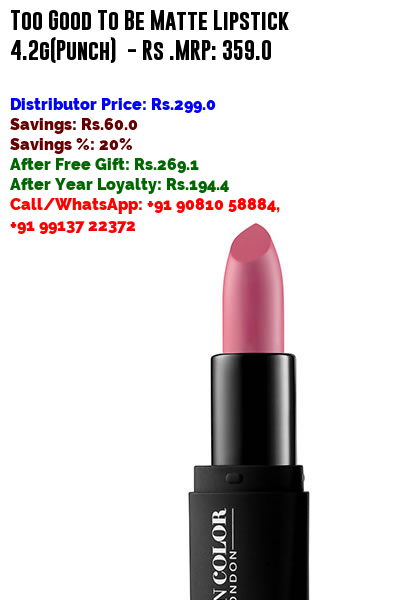 Too Good To Be Matte Lipstick
4.2g(Punch) - Rs .MRP: 359.0
Distributor Price: Rs.299.0
Savings: Rs.60.0
Savings %: 20%
After Free Gift: Rs.269.1
After Year Loyalty: Rs.194.4
Call/WhatsApp: +91 90810 58884,
+91 99137 22372
N COLOR
ONDON